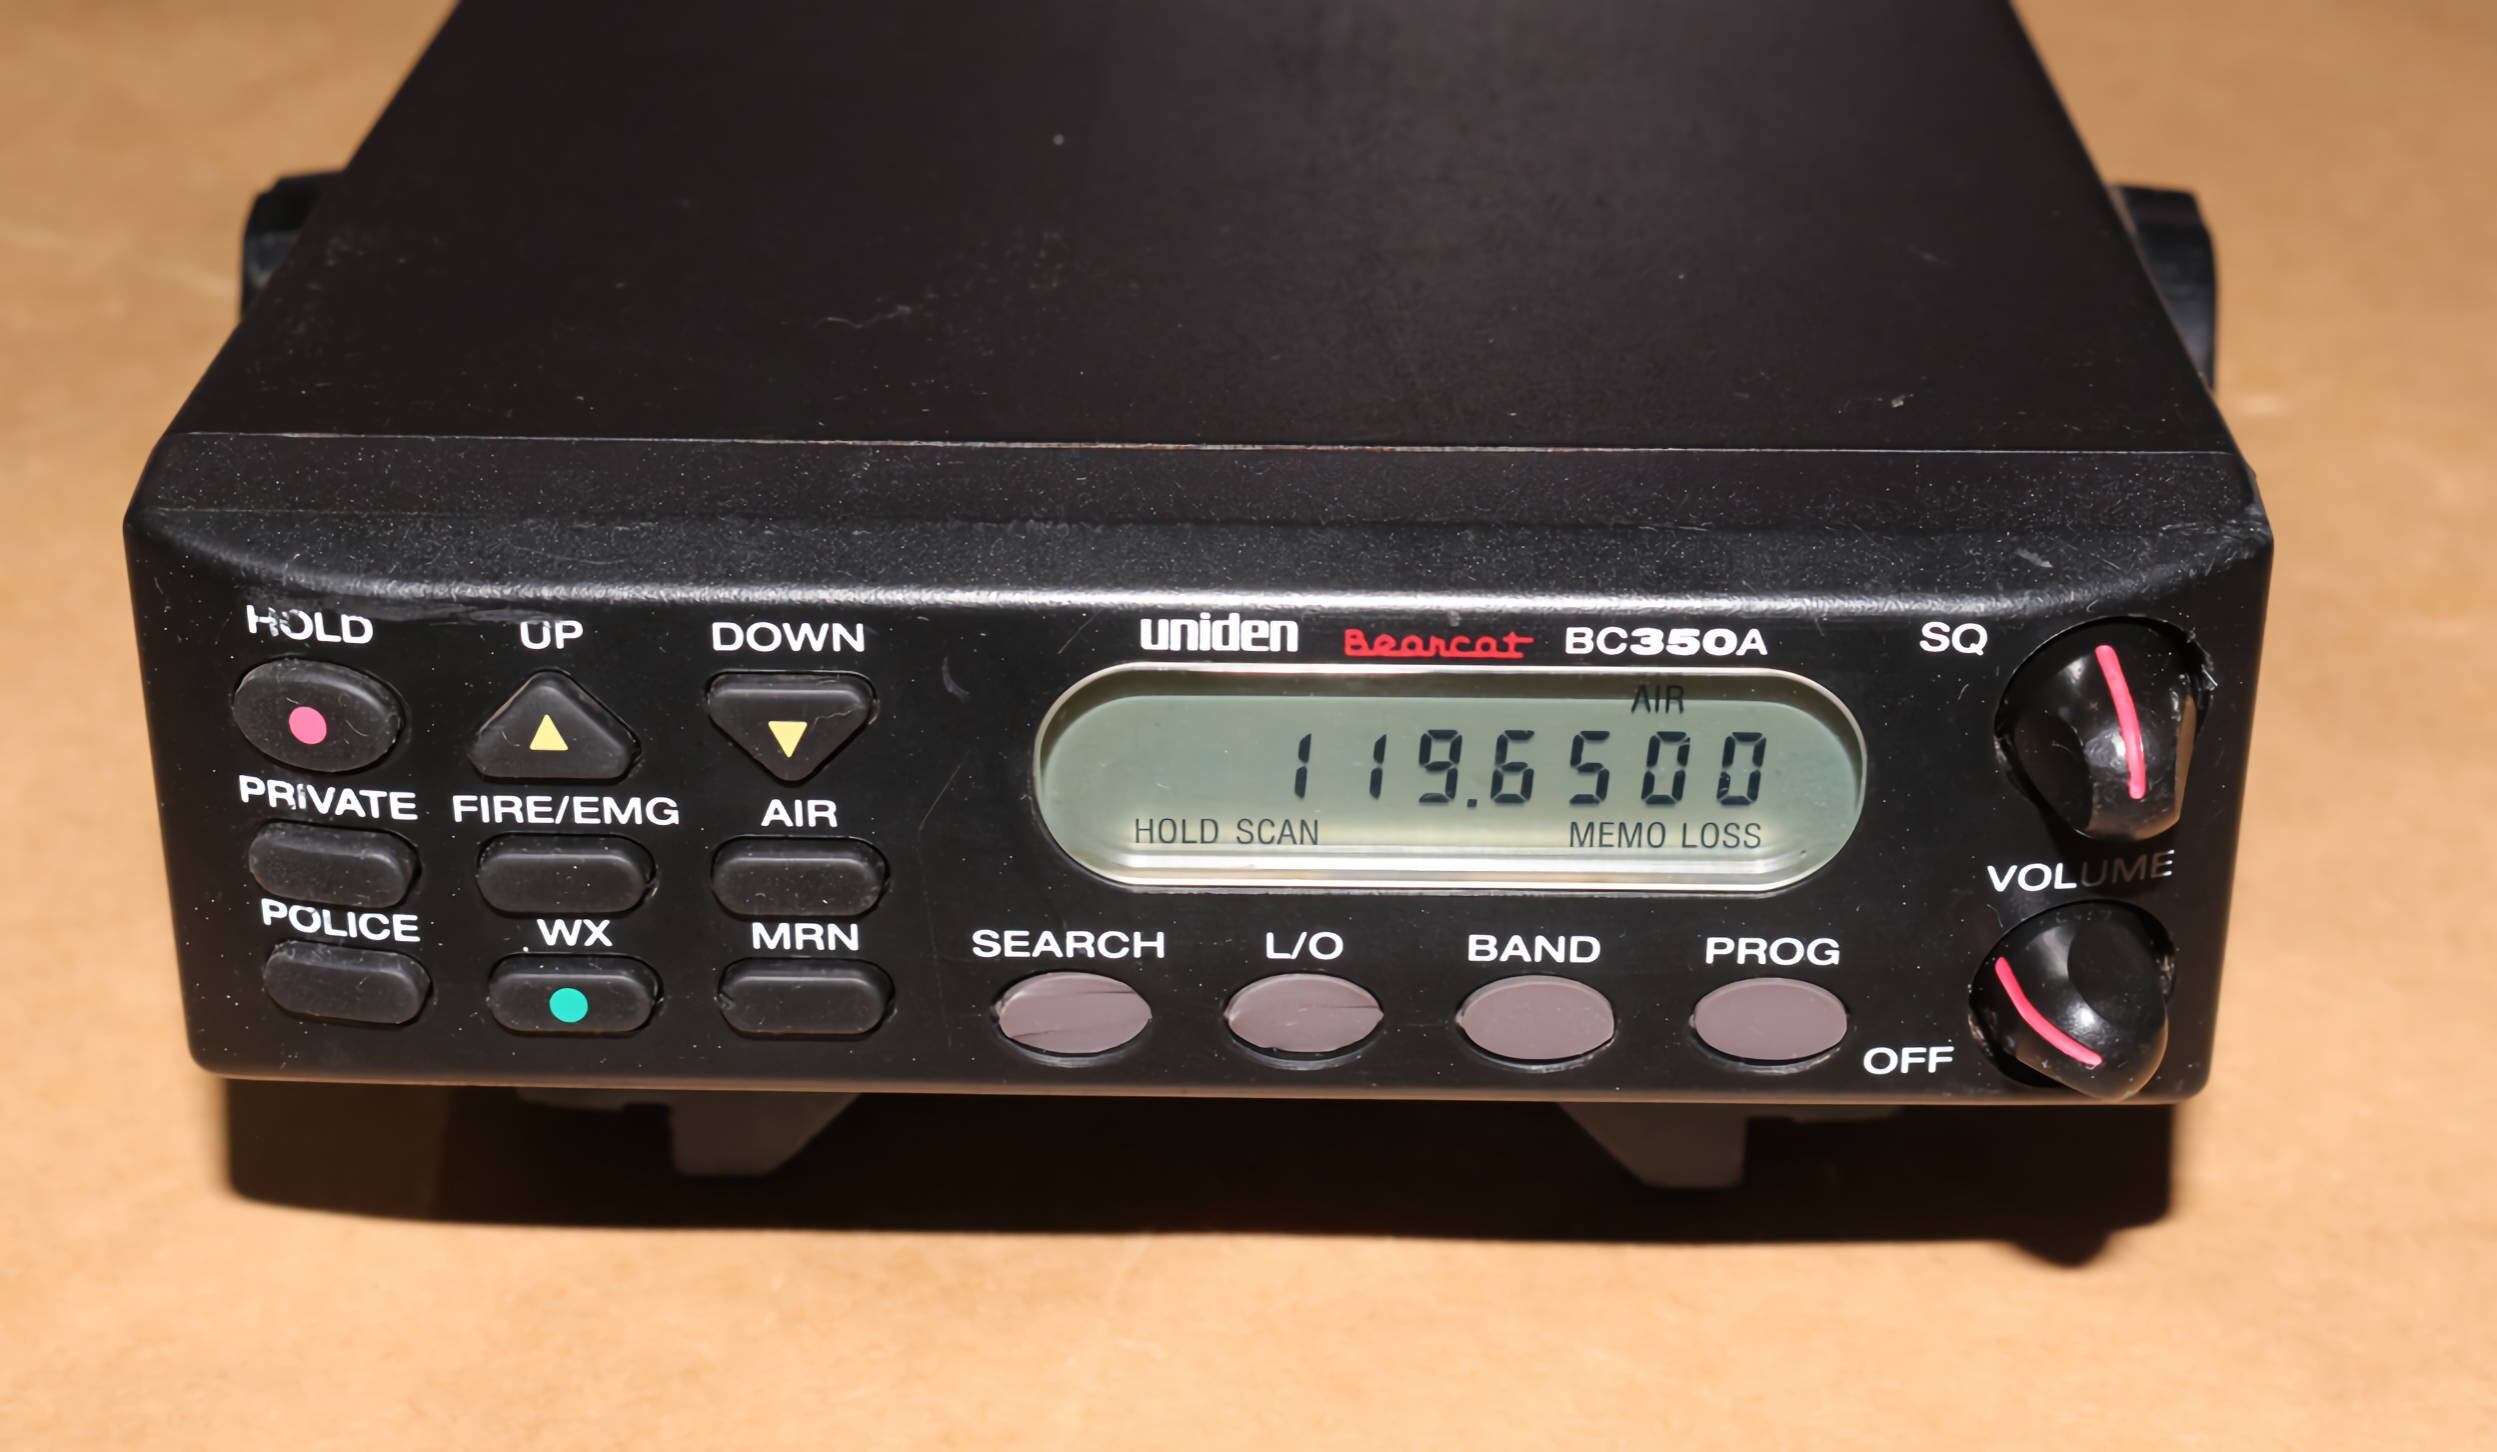 HOLD UP DOWN
uniden Bearcat BC350A
SQ
AIR
119.6500
HOLD SCAN MEMO LOSS
PRIVATE FIRE/EMG AIR
VOLUME
POLICE WX MRN
SEARCH L/O BAND PROG
OFF